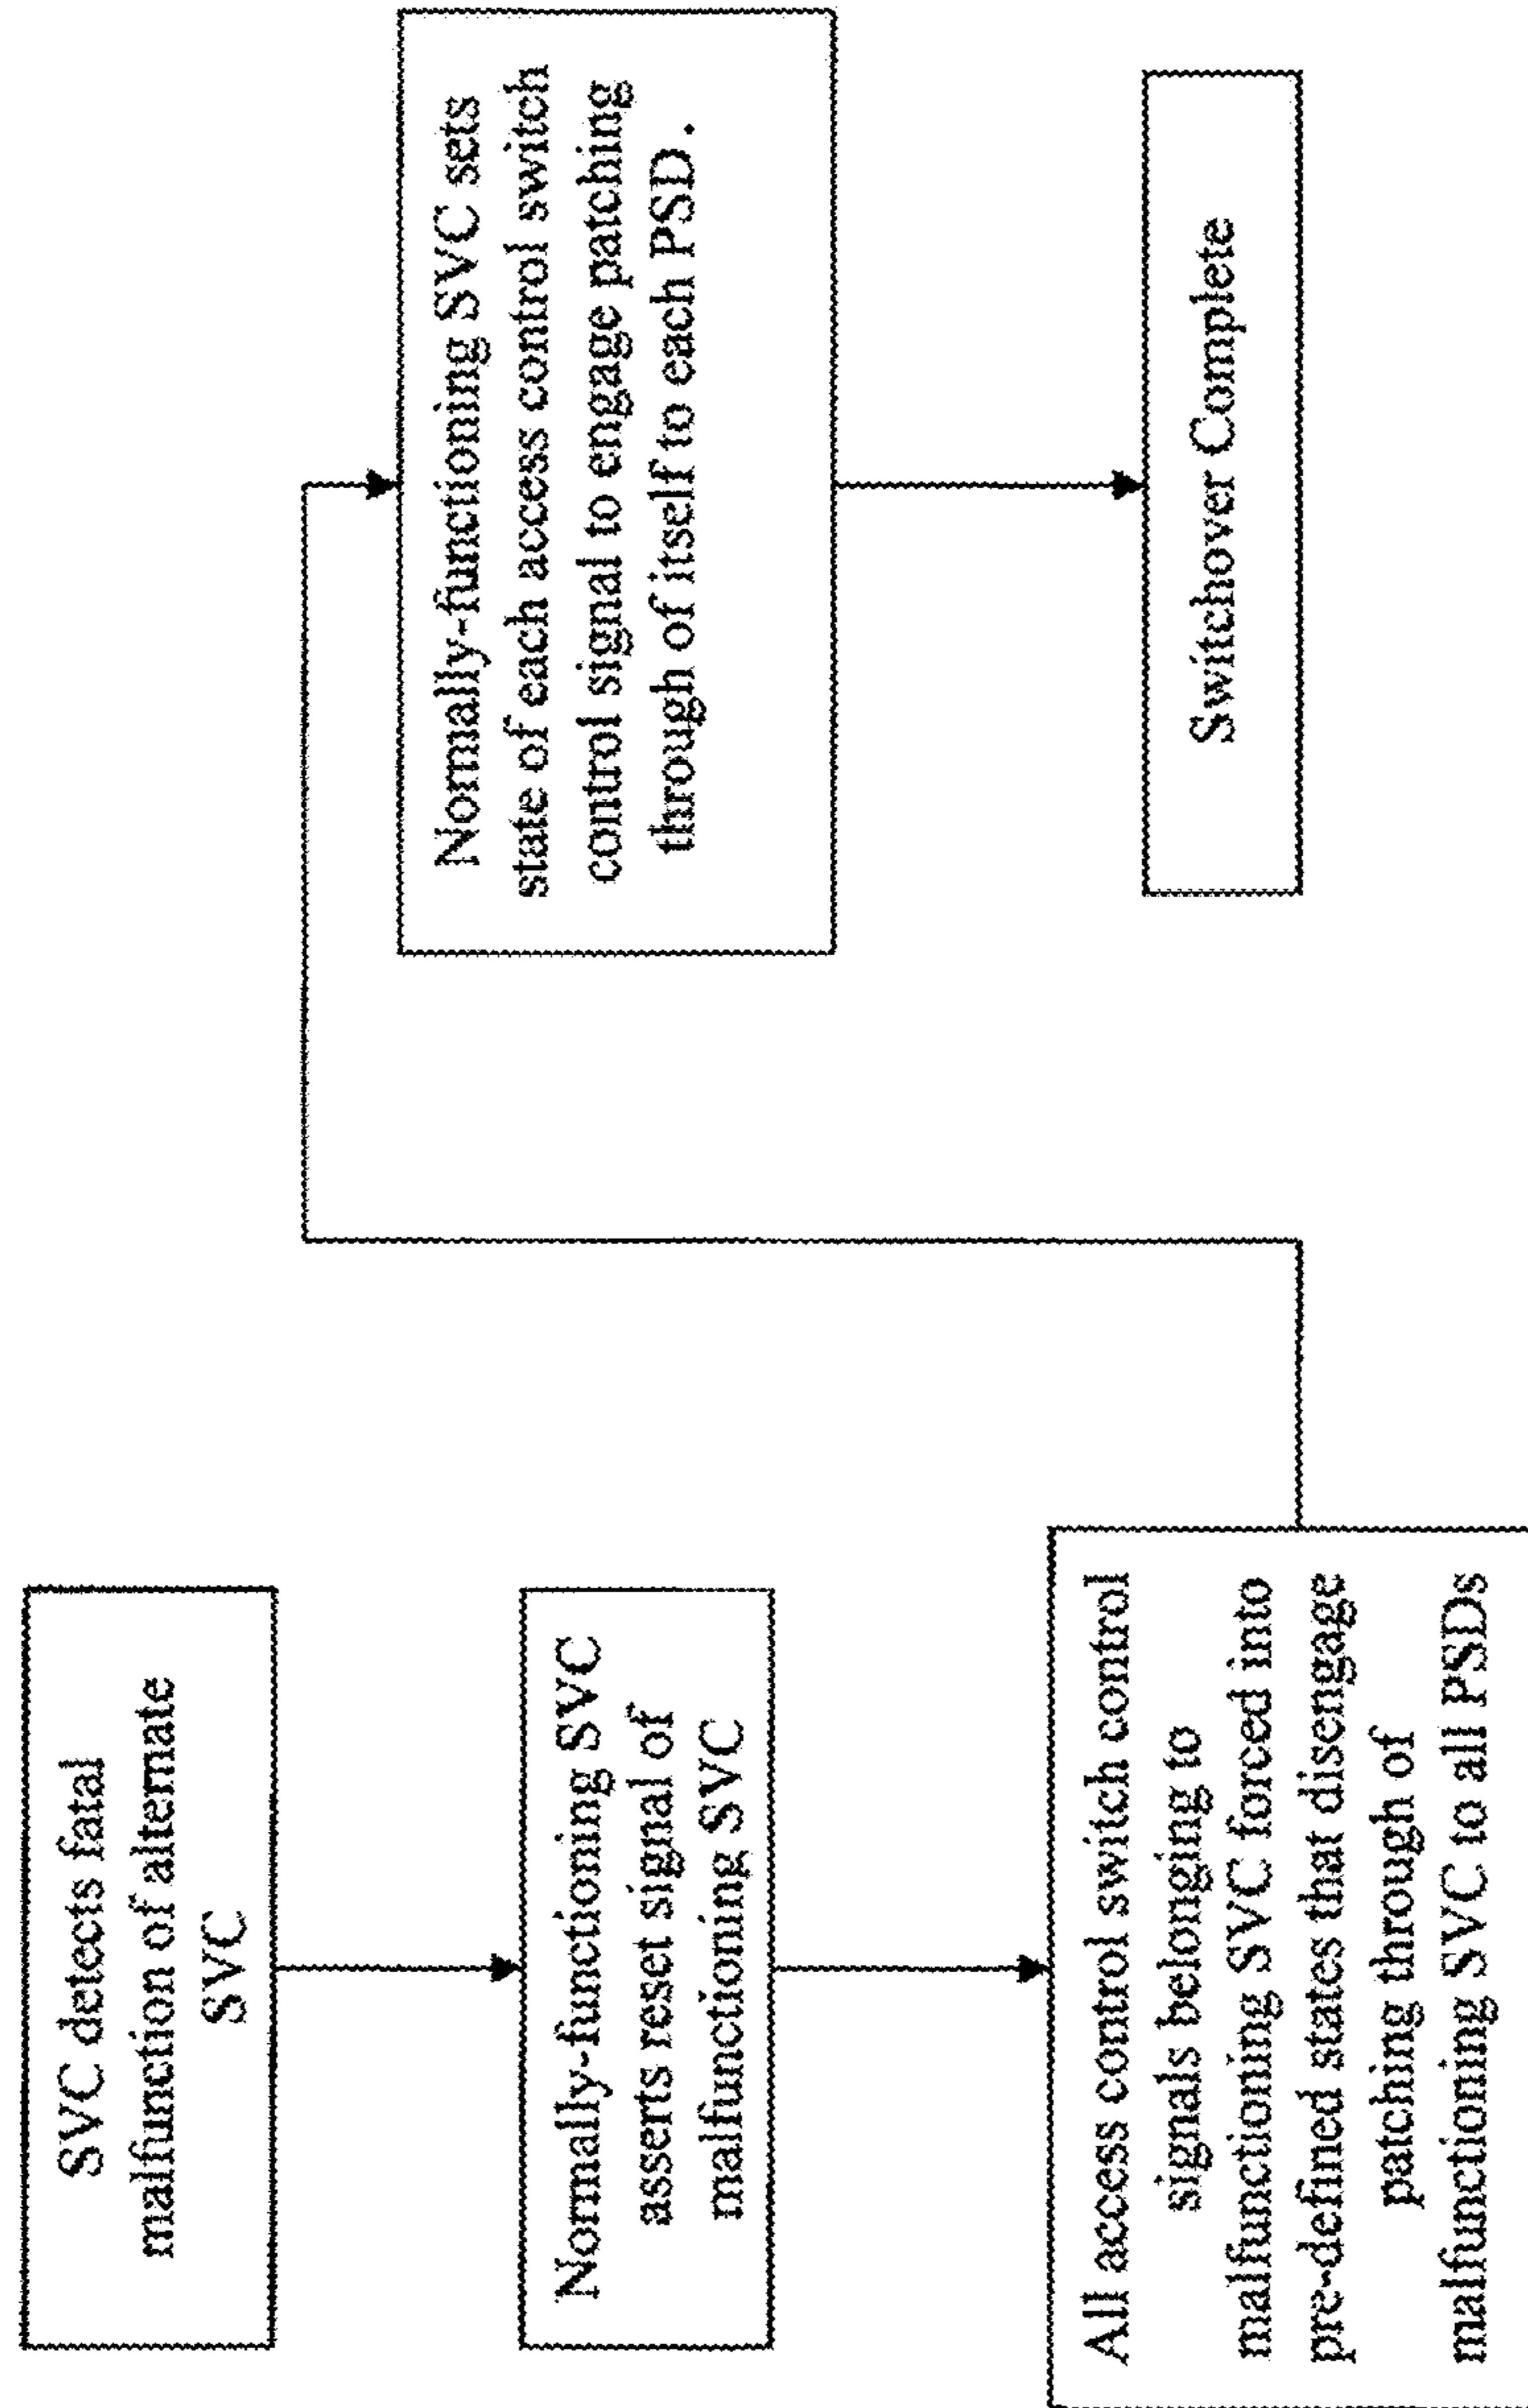 SVC detects fatal
malfunction of alternate
SVC
Normally-functioning SVC
asserts reset signal of
malfunctioning SVC
All access control switch control
signals belonging to
malfunctioning SVC forced into
pre-defined states that disengage
patching through of
malfunctioning SVC to all PSDs
Normally-functioning SVC sets
state of each access control switch
control signal to engage patching
through of itself to each PSD.
Switchover Complete